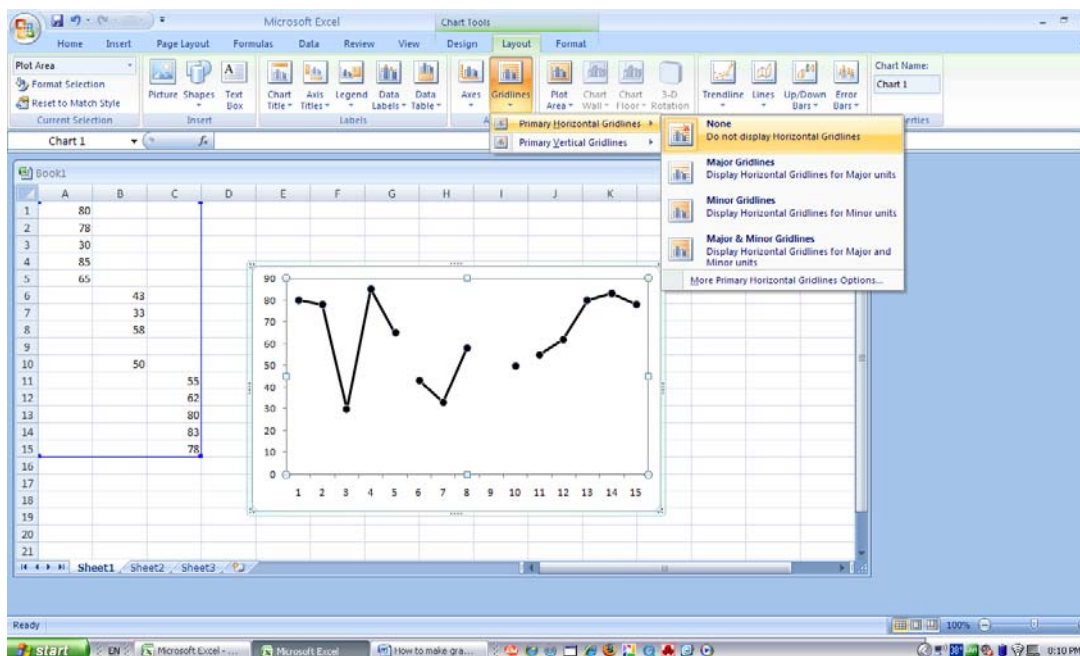 Microsoft Excel
Chart Tools
Home Insert Page Layout Formulas Data Review View Design Layout Format
Plot Area
Format Selection
Reset to Match Style
Current Selection
Picture Shapes Text Box
Insert
Chart Title Axis Titles Legend Data Labels Data Table
Labels
Axes Gridlines
Plot Area Chart Wall Chart Floor 3-D Rotation
Trendline Lines Up/Down Bars Error Bars
Chart Name:
Chart 1
Primary Horizontal Gridlines
Primary Vertical Gridlines
None
Do not display Horizontal Gridlines
Major Gridlines
Display Horizontal Gridlines for Major units
Minor Gridlines
Display Horizontal Gridlines for Minor units
Major & Minor Gridlines
Display Horizontal Gridlines for Major and
Minor units
More Primary Horizontal Gridlines Options...
Chart 1 fx
Book1
A B C D E F G H I J K
1 80
2 78
3 30
4 85
5 65
6 43
7 33
8 58
9
10 50
11 55
12 62
13 80
14 83
15 78
16
17
18
19
20
21
90
80
70
60
50
40
30
20
10
0
1 2 3 4 5 6 7 8 9 10 11 12 13 14 15
Sheet1 Sheet2 Sheet3
Ready
100%
start EN Microsoft Excel - ... Microsoft Excel How to make gra... 0:10 PM